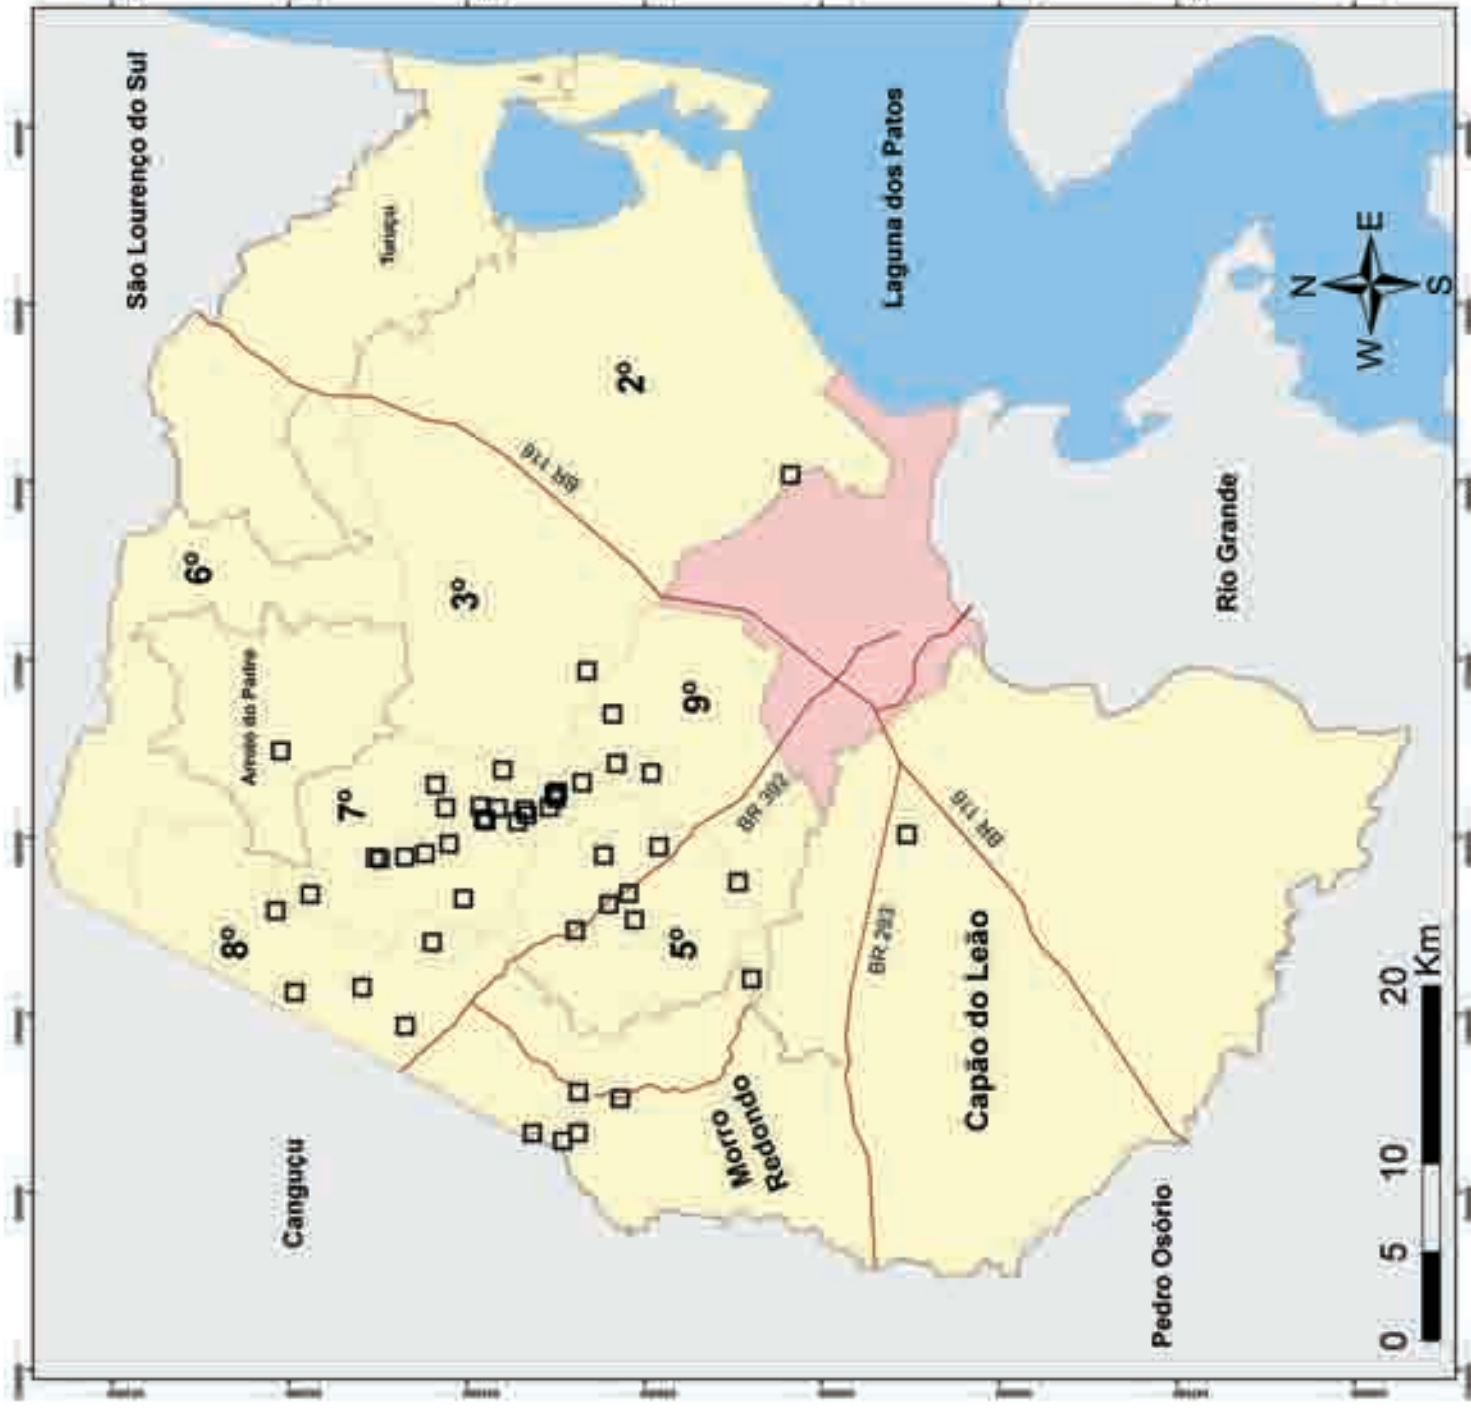 São Lourenço do Sul
Turuçu
6º
Arroio do Padre
3º
2º
BR 116
Laguna dos Patos
7º
8º
9º
5º
BR 392
Canguçu
Morro
Redondo
BR 293
BR 116
Capão do Leão
Rio Grande
Pedro Osório
N
W
E
S
0
5
10
20
Km